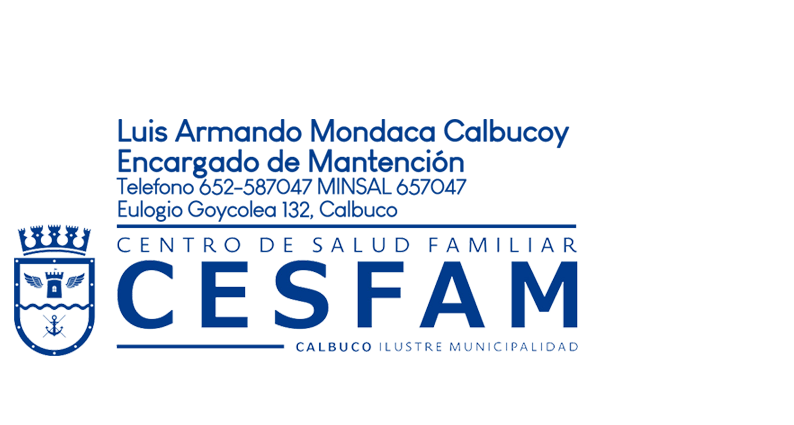 Luis Armando Mondaca Calbucoy
Encargado de Mantención
Telefono 652-587047 MINSAL 657047
Eulogio Goycolea 132, Calbuco
CENTRO DE SALUD FAMILIAR
CESFAM
CALBUCO ILUSTRE MUNICIPALIDAD